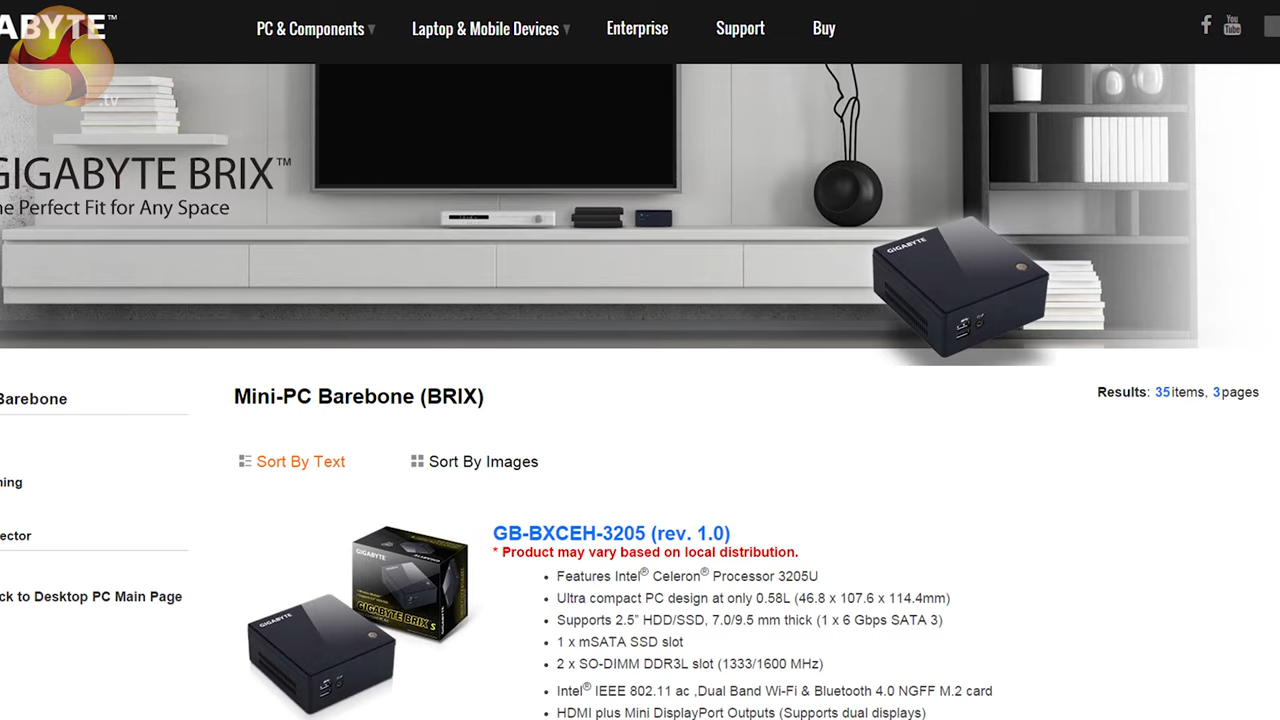 ABYTE™
PC & Components
Laptop & Mobile Devices
Enterprise
Support
Buy
f
You Tube
.tv
GIGABYTE BRIX™
he Perfect Fit for Any Space
GIGABYTE
Barebone
Mini-PC Barebone (BRIX)
Results: 35items, 3pages
Sort By Text
Sort By Images
ning
ector
ck to Desktop PC Main Page
GIGABYTE
GIGABYTE BRIX s
GIGABYTE
GB-BXCEH-3205 (rev. 1.0)
* Product may vary based on local distribution.
• Features Intel® Celeron® Processor 3205U
• Ultra compact PC design at only 0.58L (46.8 x 107.6 x 114.4mm)
• Supports 2.5” HDD/SSD, 7.0/9.5 mm thick (1 x 6 Gbps SATA 3)
• 1 x mSATA SSD slot
• 2 x SO-DIMM DDR3L slot (1333/1600 MHz)
• Intel® IEEE 802.11 ac ,Dual Band Wi-Fi & Bluetooth 4.0 NGFF M.2 card
• HDMI plus Mini DisplayPort Outputs (Supports dual displays)